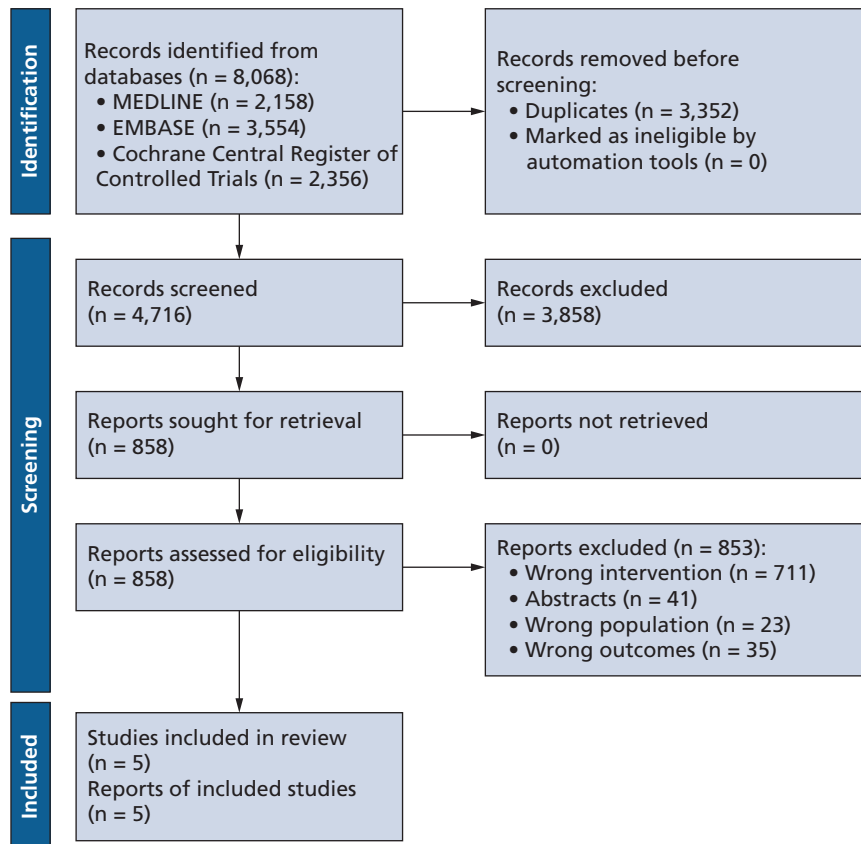 Identification
Records identified from
databases (n = 8,068):
• MEDLINE (n = 2,158)
• EMBASE (n = 3,554)
• Cochrane Central Register of
Controlled Trials (n = 2,356)
Records removed before
screening:
• Duplicates (n = 3,352)
• Marked as ineligible by
automation tools (n = 0)
Screening
Records screened
(n = 4,716)
Records excluded
(n = 3,858)
Reports sought for retrieval
(n = 858)
Reports not retrieved
(n = 0)
Reports assessed for eligibility
(n = 858)
Reports excluded (n = 853):
• Wrong intervention (n = 711)
• Abstracts (n = 41)
• Wrong population (n = 23)
• Wrong outcomes (n = 35)
Included
Studies included in review
(n = 5)
Reports of included studies
(n = 5)